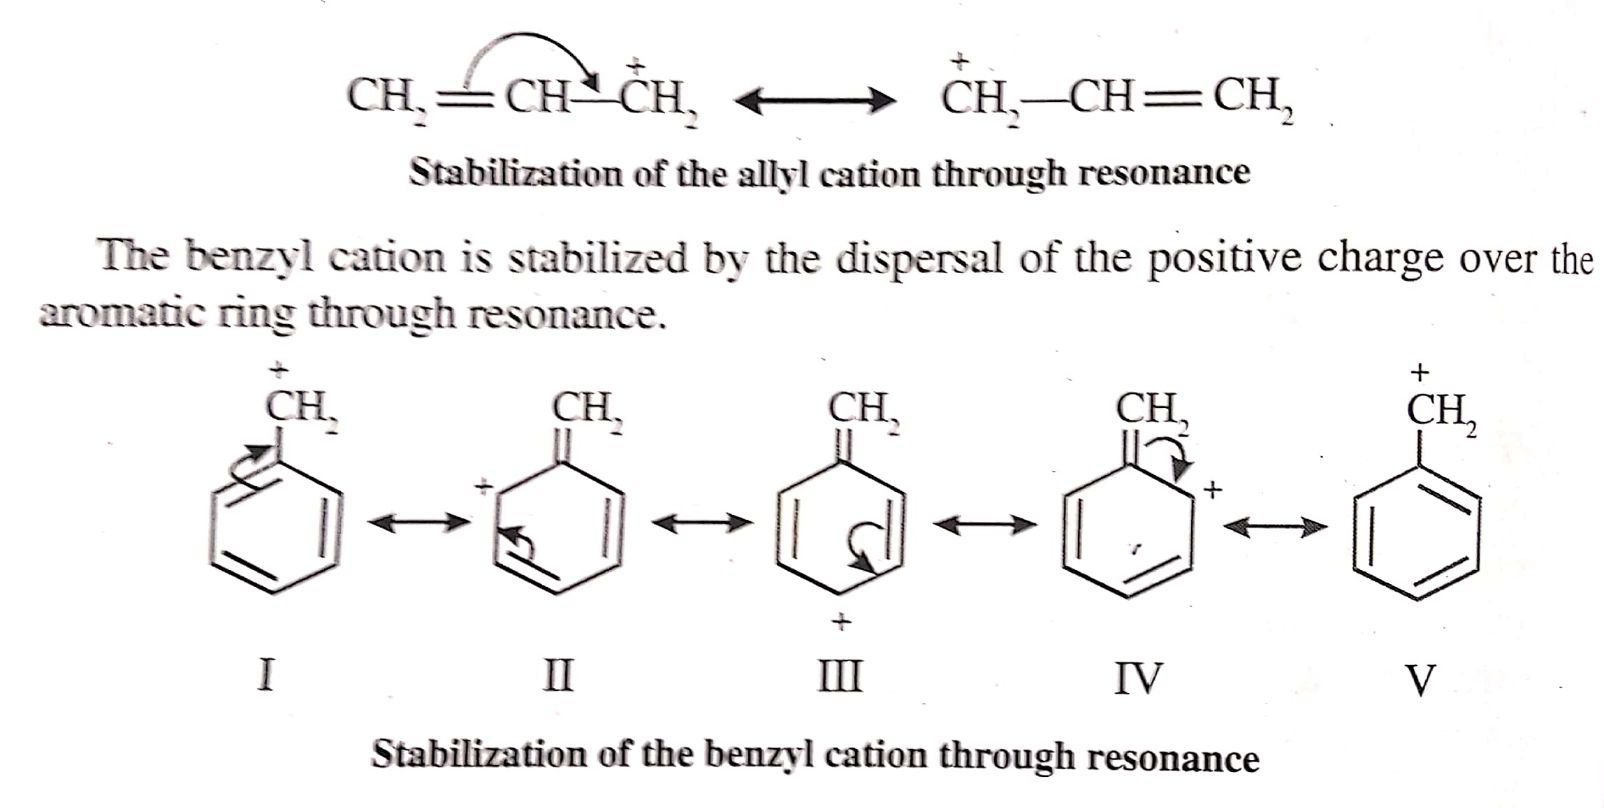 CH₂=CH–C⁺H₂ ⟷ C⁺H₂–CH=CH₂
Stabilization of the allyl cation through resonance
The benzyl cation is stabilized by the dispersal of the positive charge over the
aromatic ring through resonance.
+ +
CH₂ CH₂ CH₂ CH₂ CH₂
+ +
+
I II III IV V
Stabilization of the benzyl cation through resonance